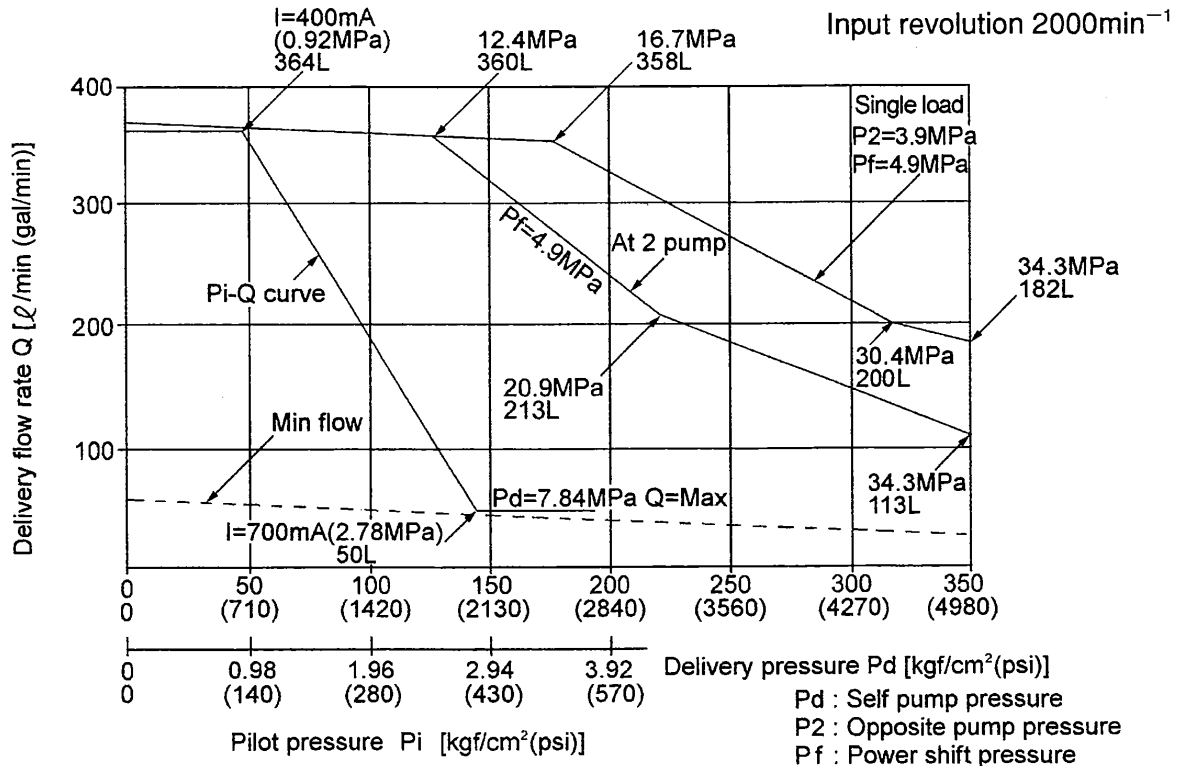 Input revolution 2000min⁻¹
I=400mA
(0.92MPa)
364L
12.4MPa
360L
16.7MPa
358L
Single load
P2=3.9MPa
Pf=4.9MPa
34.3MPa
182L
Delivery flow rate Q [ℓ/min (gal/min)]
400
300
200
100
Pi-Q curve
Pf=4.9MPa
At 2 pump
20.9MPa
213L
30.4MPa
200L
Min flow
Pd=7.84MPa Q=Max
I=700mA(2.78MPa)
50L
34.3MPa
113L
0 50 100 150 200 250 300 350
0 (710) (1420) (2130) (2840) (3560) (4270) (4980)
Delivery pressure Pd [kgf/cm²(psi)]
0 0.98 1.96 2.94 3.92
0 (140) (280) (430) (570)
Pilot pressure Pi [kgf/cm²(psi)]
Pd : Self pump pressure
P2 : Opposite pump pressure
Pf : Power shift pressure